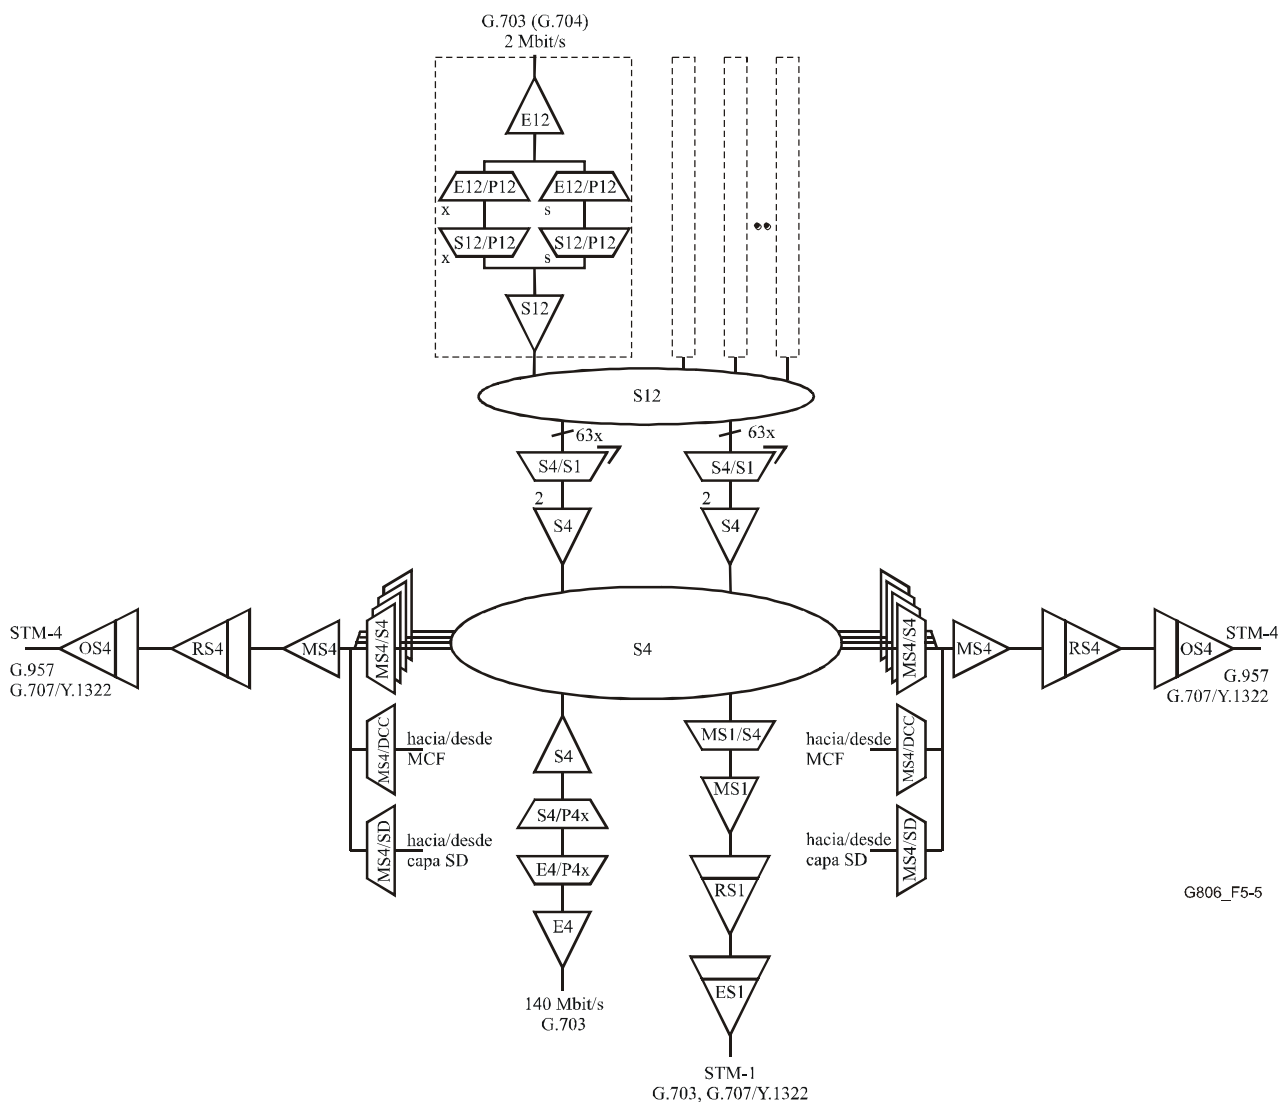 G.703 (G.704)
2 Mbit/s
E12
E12/P12
E12/P12
x
s
S12/P12
S12/P12
x
s
S12
S12
63x
63x
S4/S1
S4/S1
2
2
S4
S4
STM-4
OS4
RS4
MS4
MS4/S4
S4
MS4/S4
MS4
RS4
OS4
STM-4
G.957
G.707/Y.1322
G.957
G.707/Y.1322
MS4/DCC
hacia/desde
MCF
S4
MS1/S4
hacia/desde
MCF
MS4/DCC
MS1
S4/P4x
MS4/SD
hacia/desde
capa SD
hacia/desde
capa SD
MS4/SD
E4/P4x
RS1
G806_F5-5
E4
ES1
140 Mbit/s
G.703
STM-1
G.703, G.707/Y.1322